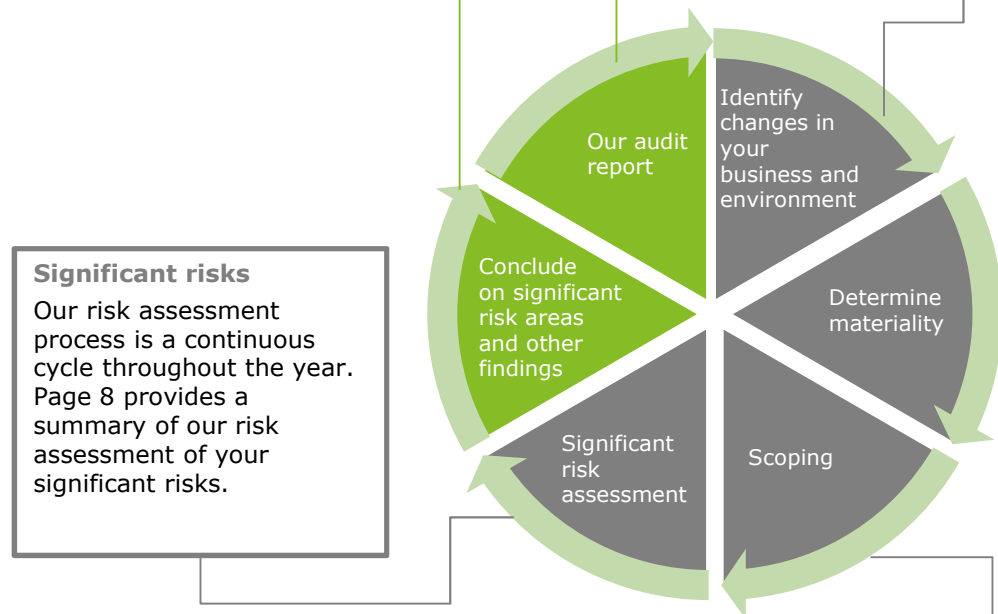 Significant risks
Our risk assessment
process is a continuous
cycle throughout the year.
Page 8 provides a
summary of our risk
assessment of your
significant risks.
Our audit
report
Identify
changes in
your
business and
environment
Determine
materiality
Scoping
Significant
risk
assessment
Conclude
on significant
risk areas
and other
findings